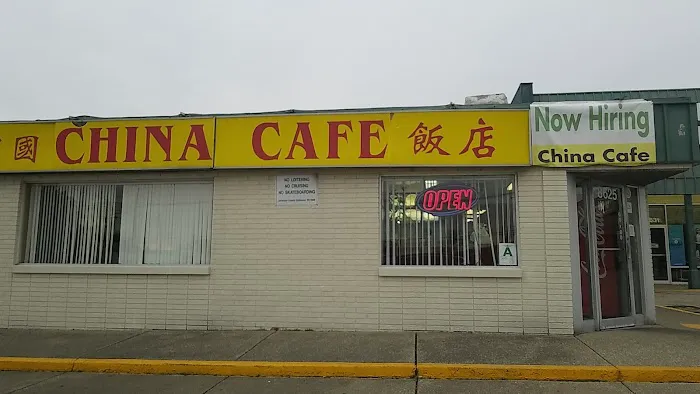 國 CHINA CAFE 飯店
Now Hiring
China Cafe
NO LOITERING
NO CRUISING
NO SKATEBOARDING
OPEN
A